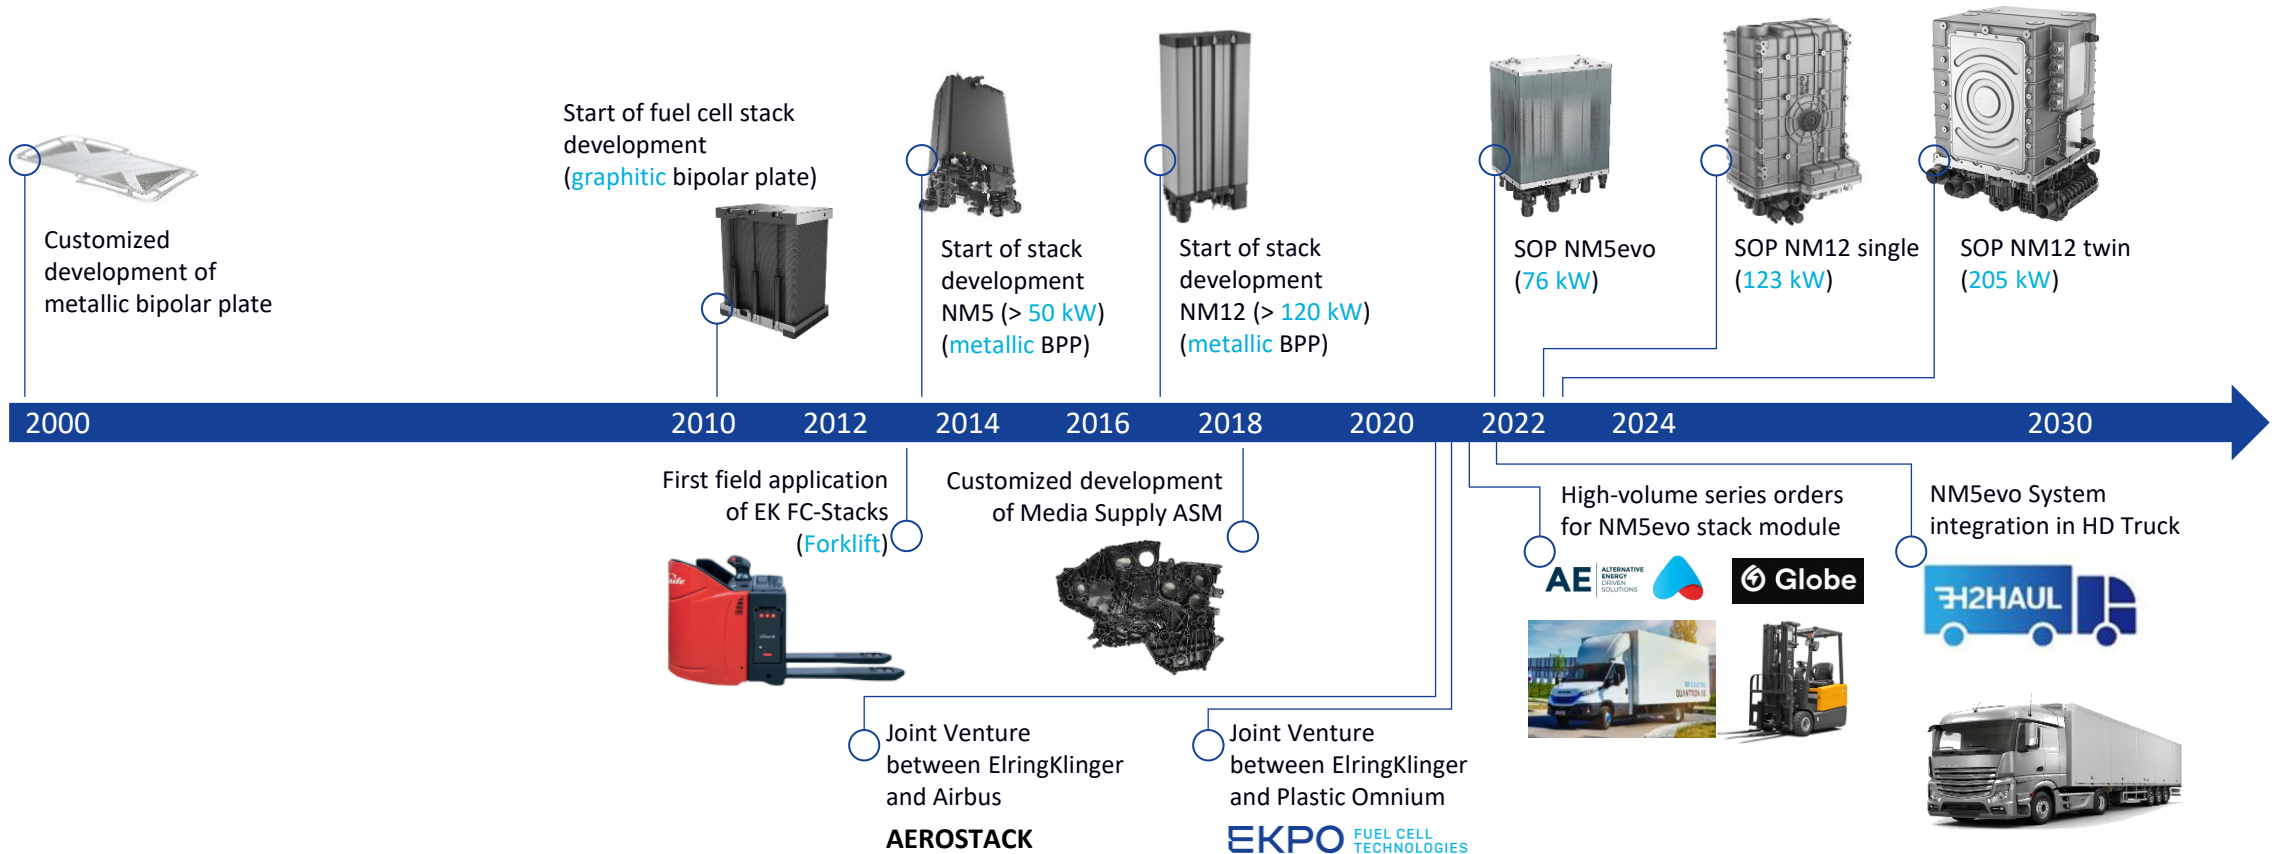 Customized
development of
metallic bipolar plate
Start of fuel cell stack
development
(graphitic bipolar plate)
Start of stack
development
NM5 (> 50 kW)
(metallic BPP)
Start of stack
development
NM12 (> 120 kW)
(metallic BPP)
SOP NM5evo
(76 kW)
SOP NM12 single
(123 kW)
SOP NM12 twin
(205 kW)
2000 2010 2012 2014 2016 2018 2020 2022 2024 2030
First field application
of EK FC-Stacks
(Forklift)
Customized development
of Media Supply ASM
High-volume series orders
for NM5evo stack module
AE
ALTERNATIVE
ENERGY
DRIVEN
SOLUTIONS
Globe
NM5evo System
integration in HD Truck
H2HAUL
QUANTRON
Joint Venture
between ElringKlinger
and Airbus
AEROSTACK
Joint Venture
between ElringKlinger
and Plastic Omnium
EKPO
FUEL CELL
TECHNOLOGIES